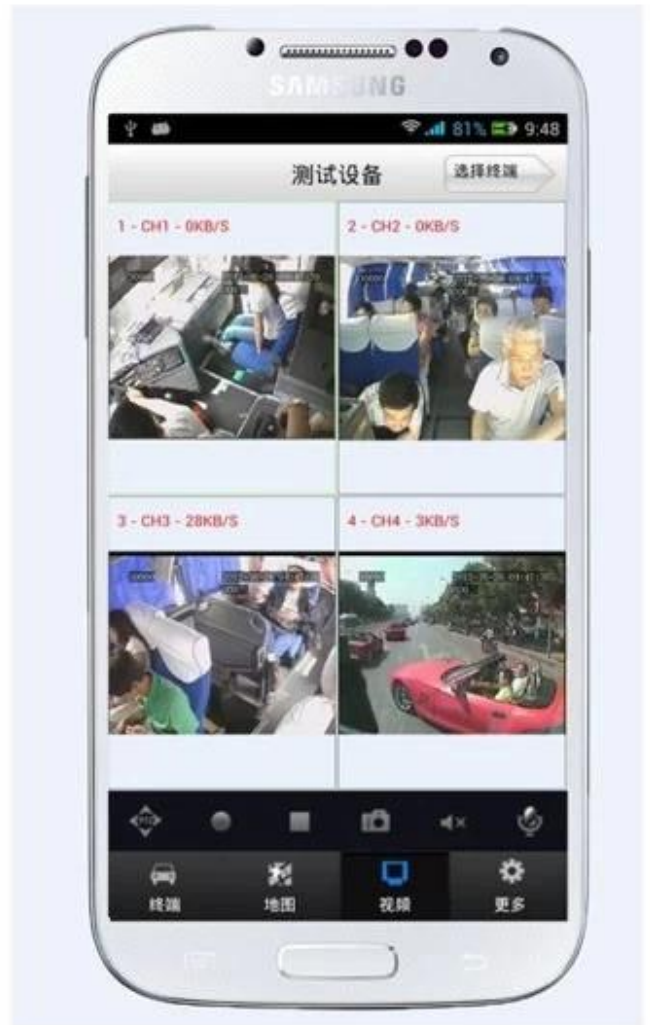 SAMSUNG
81% 9:48
测试设备
选择终端
1 - CH1 - 0KB/S
2 - CH2 - 0KB/S
3 - CH3 - 28KB/S
4 - CH4 - 3KB/S
PTZ
终端
地图
视频
更多